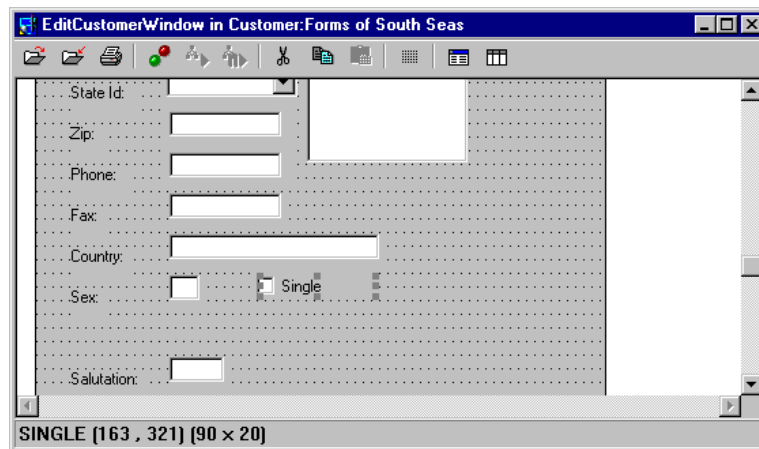 EditCustomerWindow in Customer:Forms of South Seas
State Id:
Zip:
Phone:
Fax:
Country:
Sex:
Single
Salutation:
SINGLE (163 , 321) (90 x 20)